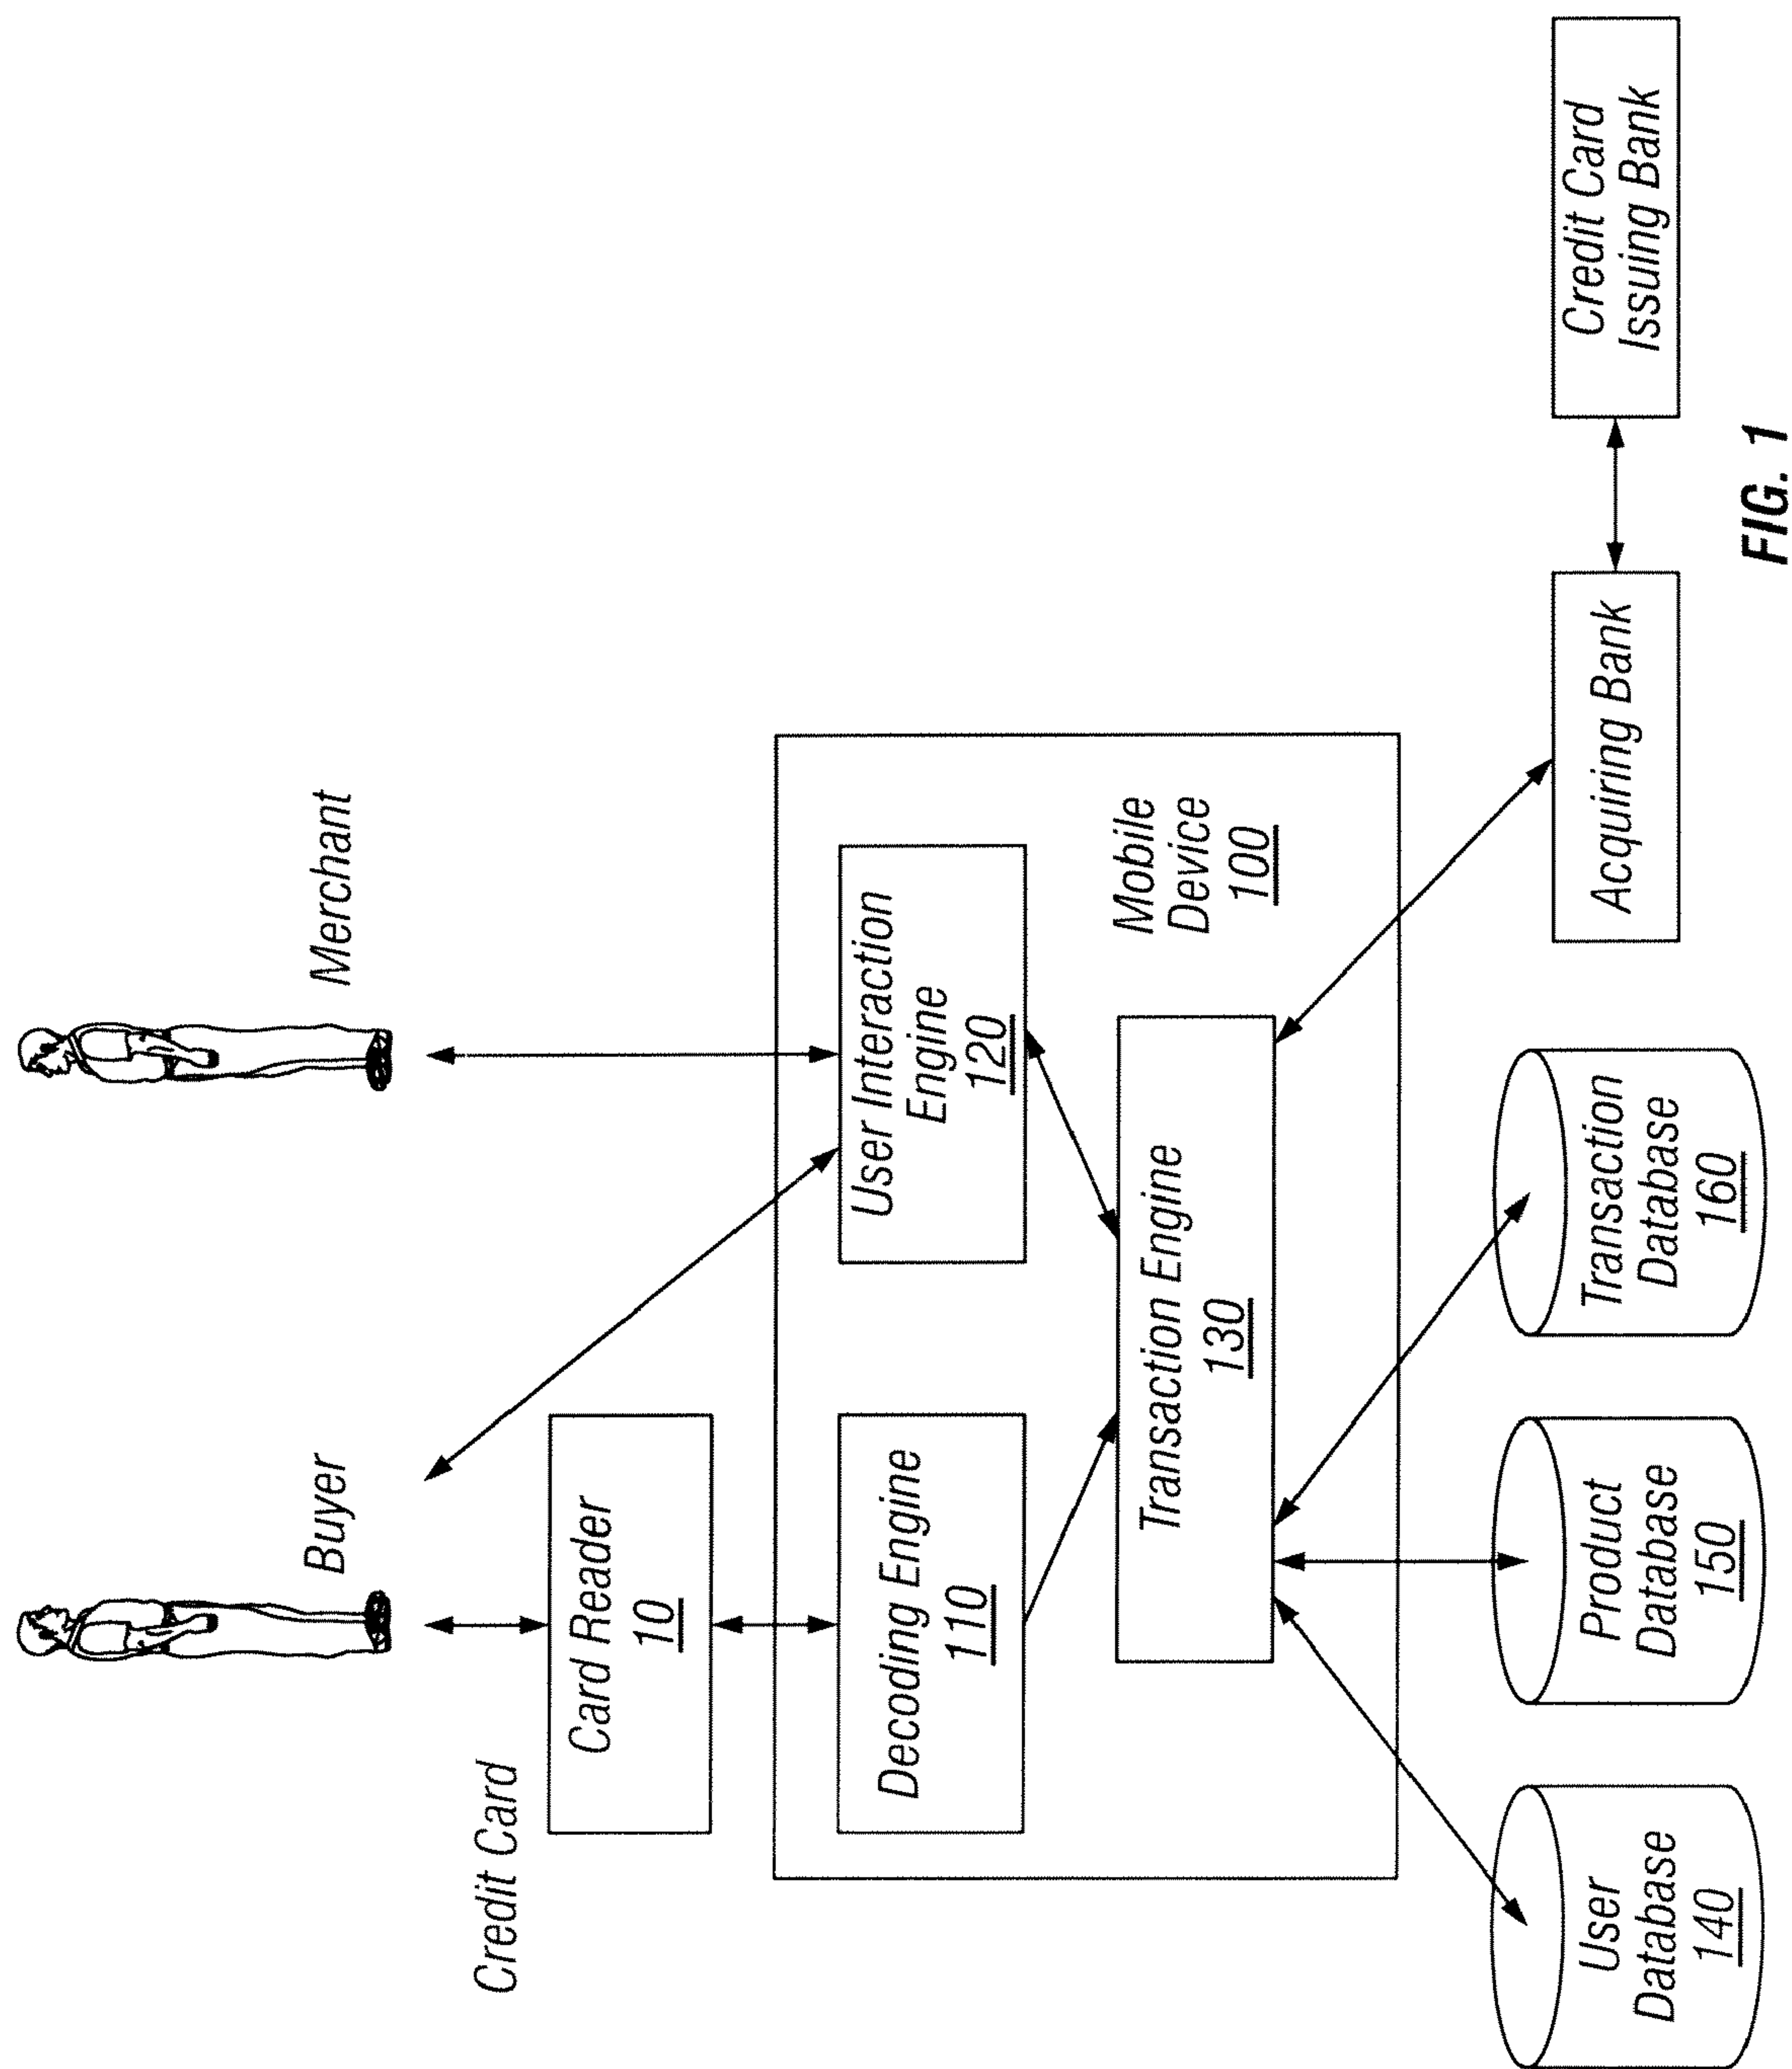 Buyer
Merchant
Credit Card
Card Reader
10
Decoding Engine
110
User Interaction
Engine
120
Mobile
Device
100
Transaction Engine
130
User
Database
140
Product
Database
150
Transaction
Database
160
Acquiring Bank
Credit Card
Issuing Bank
FIG. 1